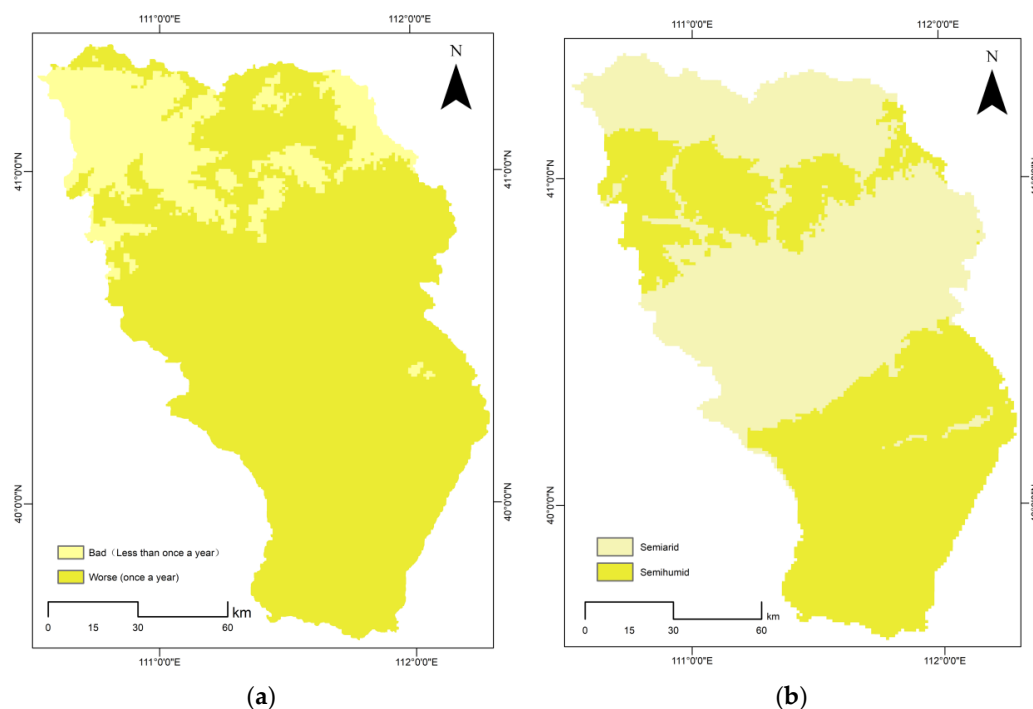 111°0'0"E
112°0'0"E
N
41°0'0"N
41°0'0"N
40°0'0"N
40°0'0"N
Bad（Less than once a year）
Worse (once a year)
km
0 15 30 60
111°0'0"E
112°0'0"E
(a)
111°0'0"E
112°0'0"E
N
41°0'0"N
40°0'0"N
Semiarid
Semihumid
km
0 15 30 60
111°0'0"E
112°0'0"E
(b)